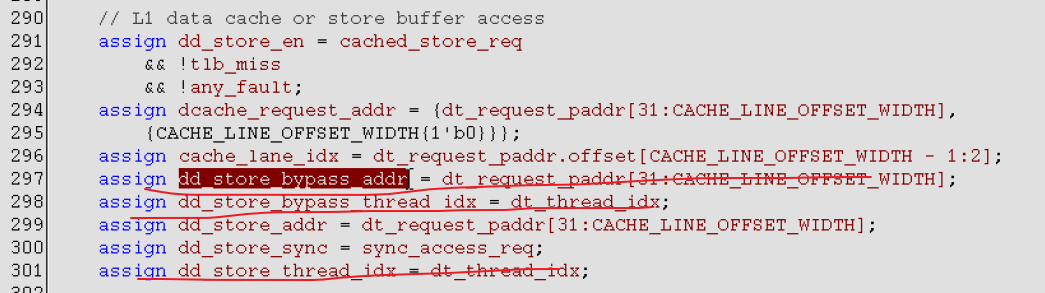 290 // L1 data cache or store buffer access
291 assign dd_store_en = cached_store_req
292 && !tlb_miss
293 && !any_fault;
294 assign dcache_request_addr = {dt_request_paddr[31:CACHE_LINE_OFFSET_WIDTH],
295 {CACHE_LINE_OFFSET_WIDTH{1'b0}}};
296 assign cache_lane_idx = dt_request_paddr.offset[CACHE_LINE_OFFSET_WIDTH - 1:2];
297 assign dd_store_bypass_addr = dt_request_paddr[31:CACHE_LINE_OFFSET_WIDTH];
298 assign dd_store_bypass_thread_idx = dt_thread_idx;
299 assign dd_store_addr = dt_request_paddr[31:CACHE_LINE_OFFSET_WIDTH];
300 assign dd_store_sync = sync_access_req;
301 assign dd_store_thread_idx = dt_thread_idx;